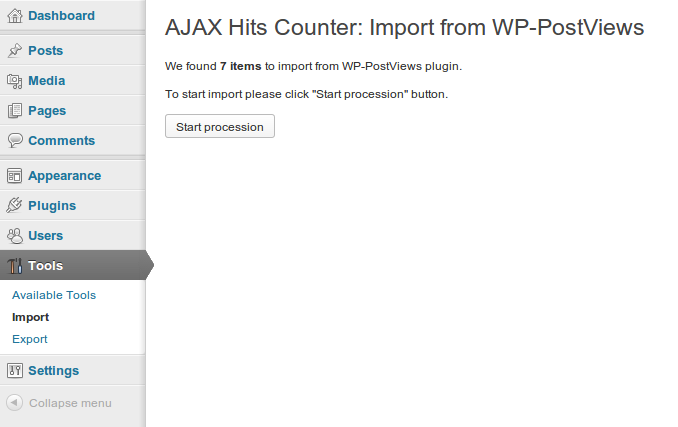 Dashboard
Posts
Media
Pages
Comments
Appearance
Plugins
Users
Tools
Available Tools
Import
Export
Settings
Collapse menu
AJAX Hits Counter: Import from WP-PostViews
We found 7 items to import from WP-PostViews plugin.
To start import please click "Start procession" button.
Start procession